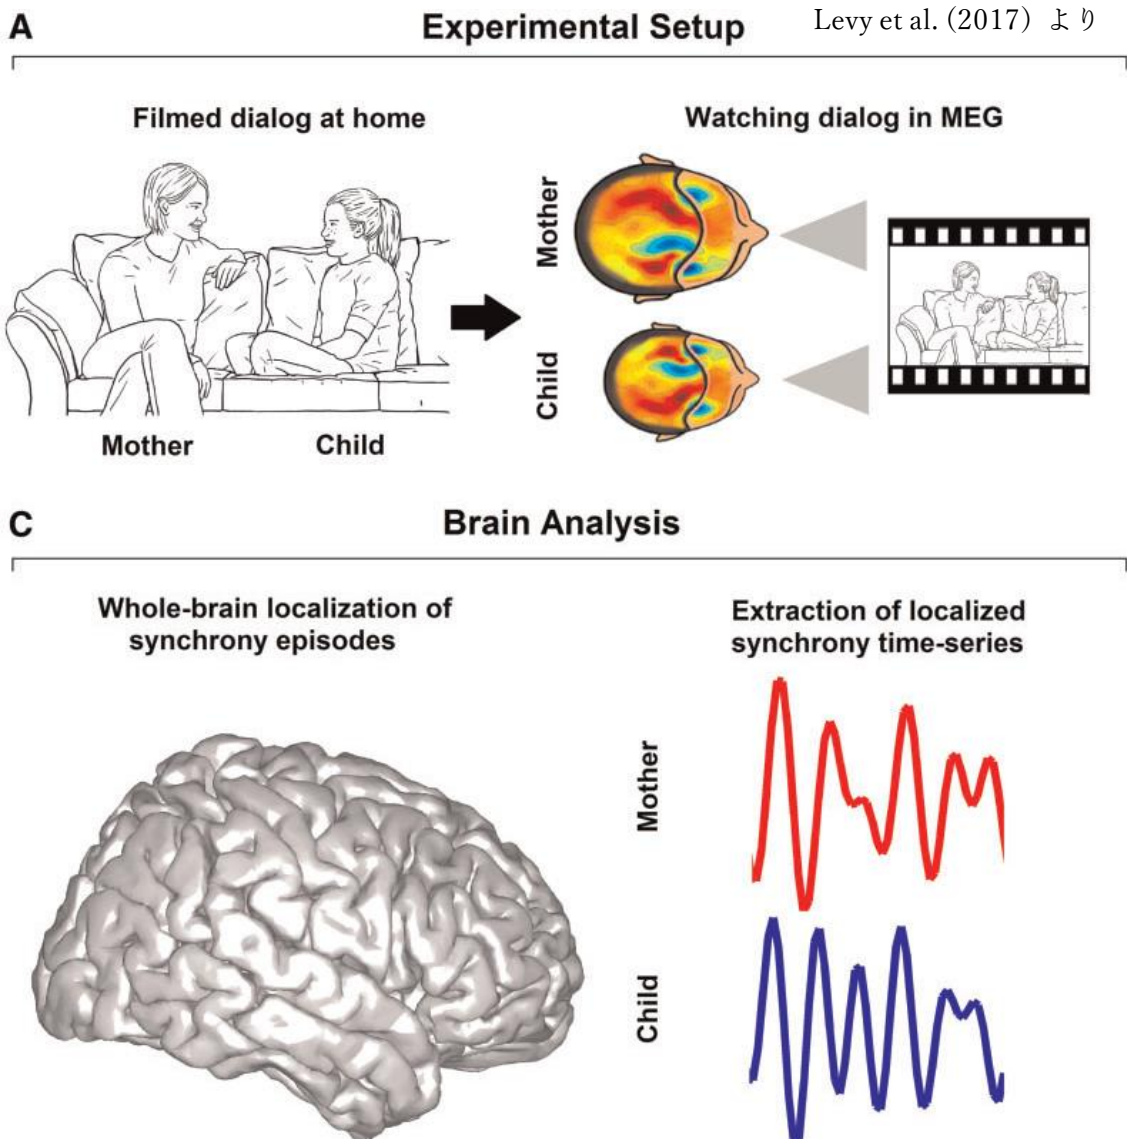 A
Experimental Setup
Levy et al. (2017) より
Filmed dialog at home
Watching dialog in MEG
Mother
Child
Mother
Child
C
Brain Analysis
Whole-brain localization of
synchrony episodes
Extraction of localized
synchrony time-series
Mother
Child